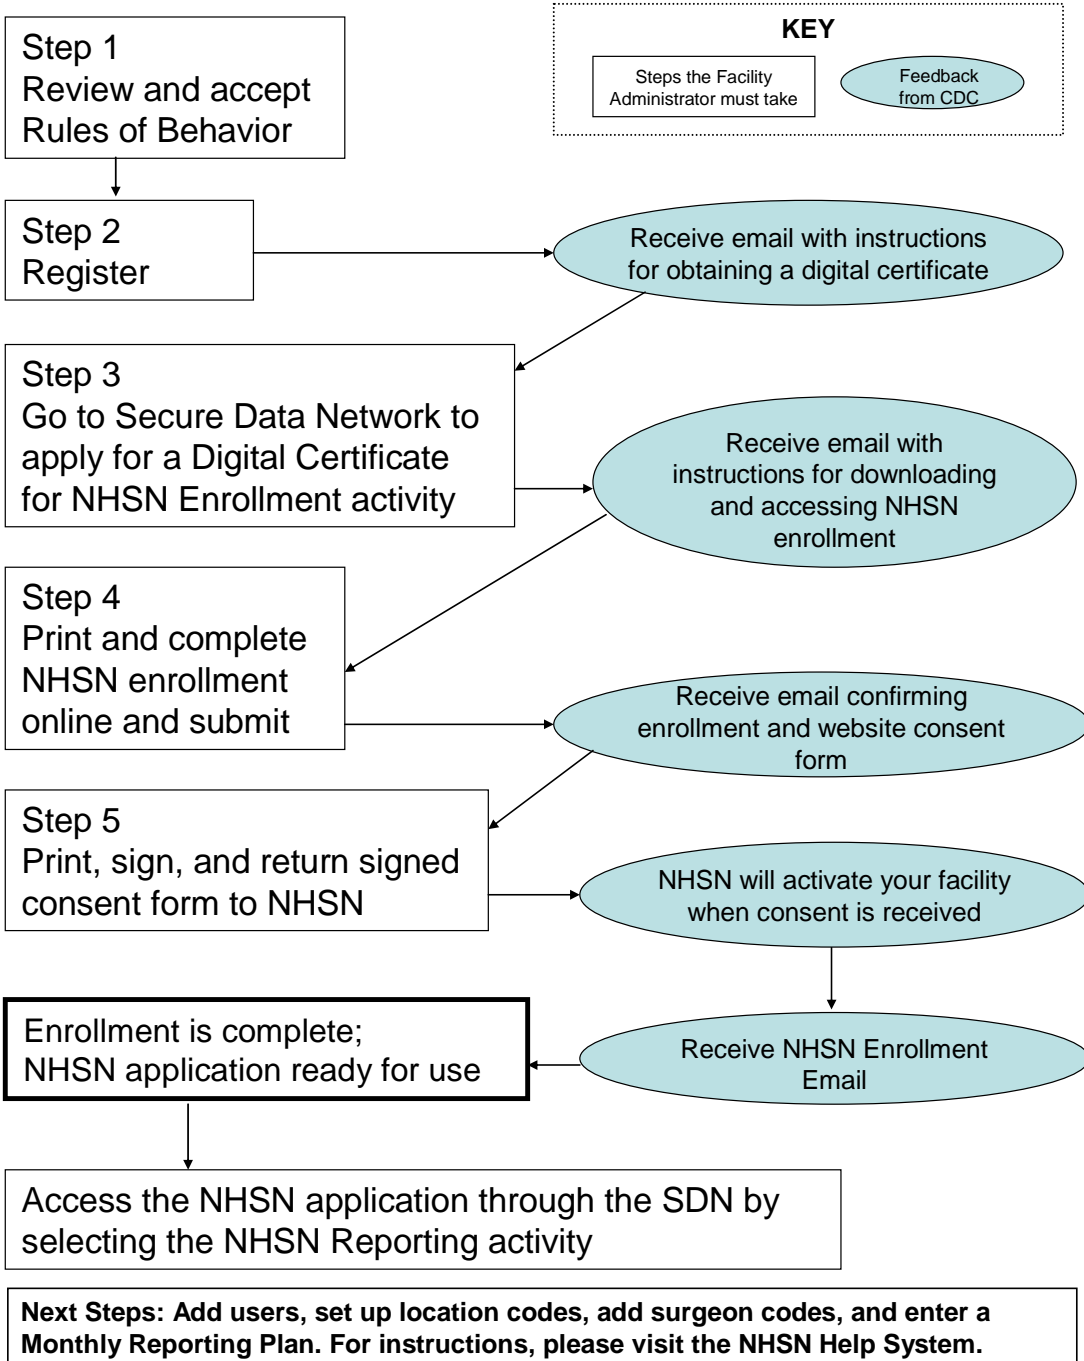 KEY
Steps the Facility
Administrator must take
Feedback
from CDC
Step 1
Review and accept
Rules of Behavior
Step 2
Register
Receive email with instructions
for obtaining a digital certificate
Step 3
Go to Secure Data Network to
apply for a Digital Certificate
for NHSN Enrollment activity
Receive email with
instructions for downloading
and accessing NHSN
enrollment
Step 4
Print and complete
NHSN enrollment
online and submit
Receive email confirming
enrollment and website consent
form
Step 5
Print, sign, and return signed
consent form to NHSN
NHSN will activate your facility
when consent is received
Receive NHSN Enrollment
Email
Enrollment is complete;
NHSN application ready for use
Access the NHSN application through the SDN by
selecting the NHSN Reporting activity
Next Steps: Add users, set up location codes, add surgeon codes, and enter a
Monthly Reporting Plan. For instructions, please visit the NHSN Help System.